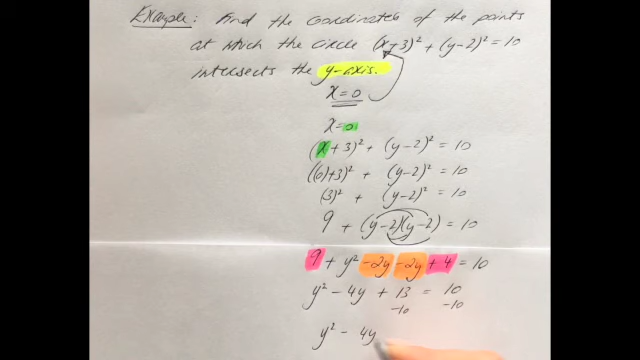 Example: Find the coordinates of the points
at which the circle (x+3)² + (y-2)² = 10
intersects the y-axis.
x=0
x=0
(x+3)² + (y-2)² = 10
((0)+3)² + (y-2)² = 10
(3)² + (y-2)² = 10
9 + (y-2)(y-2) = 10
9 + y² -2y -2y +4 = 10
y² - 4y + 13 = 10
-10 -10
y² - 4y